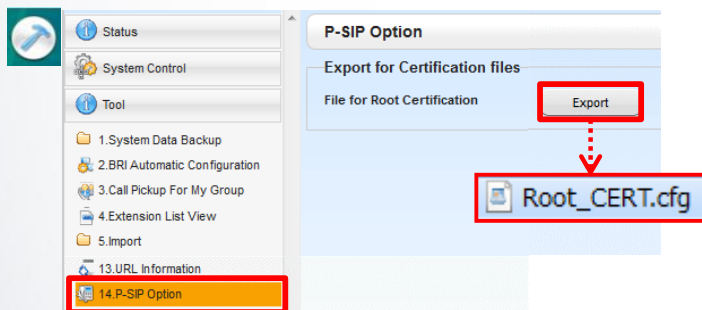 Status
System Control
Tool
1.System Data Backup
2.BRI Automatic Configuration
3.Call Pickup For My Group
4.Extension List View
5.Import
13.URL Information
14.P-SIP Option
P-SIP Option
Export for Certification files
File for Root Certification Export
Root_CERT.cfg